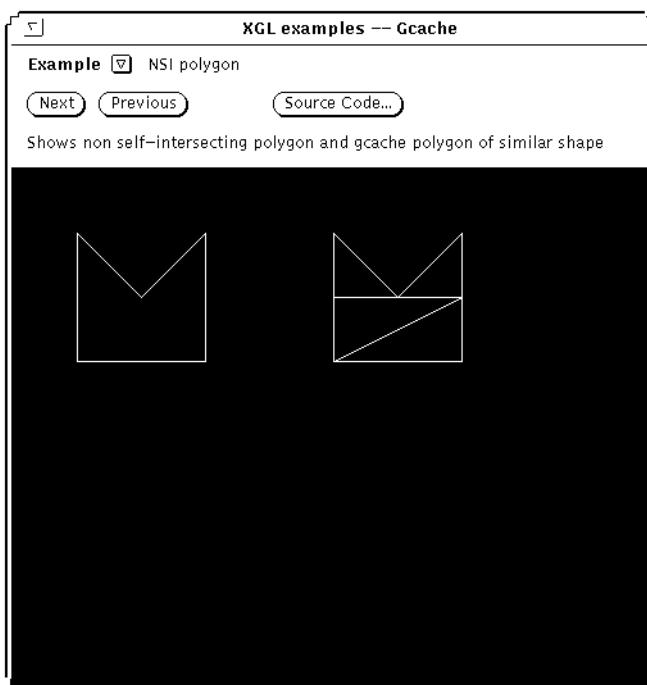 XGL examples –– Gcache
Example NSI polygon
Next Previous Source Code...
Shows non self–intersecting polygon and gcache polygon of similar shape